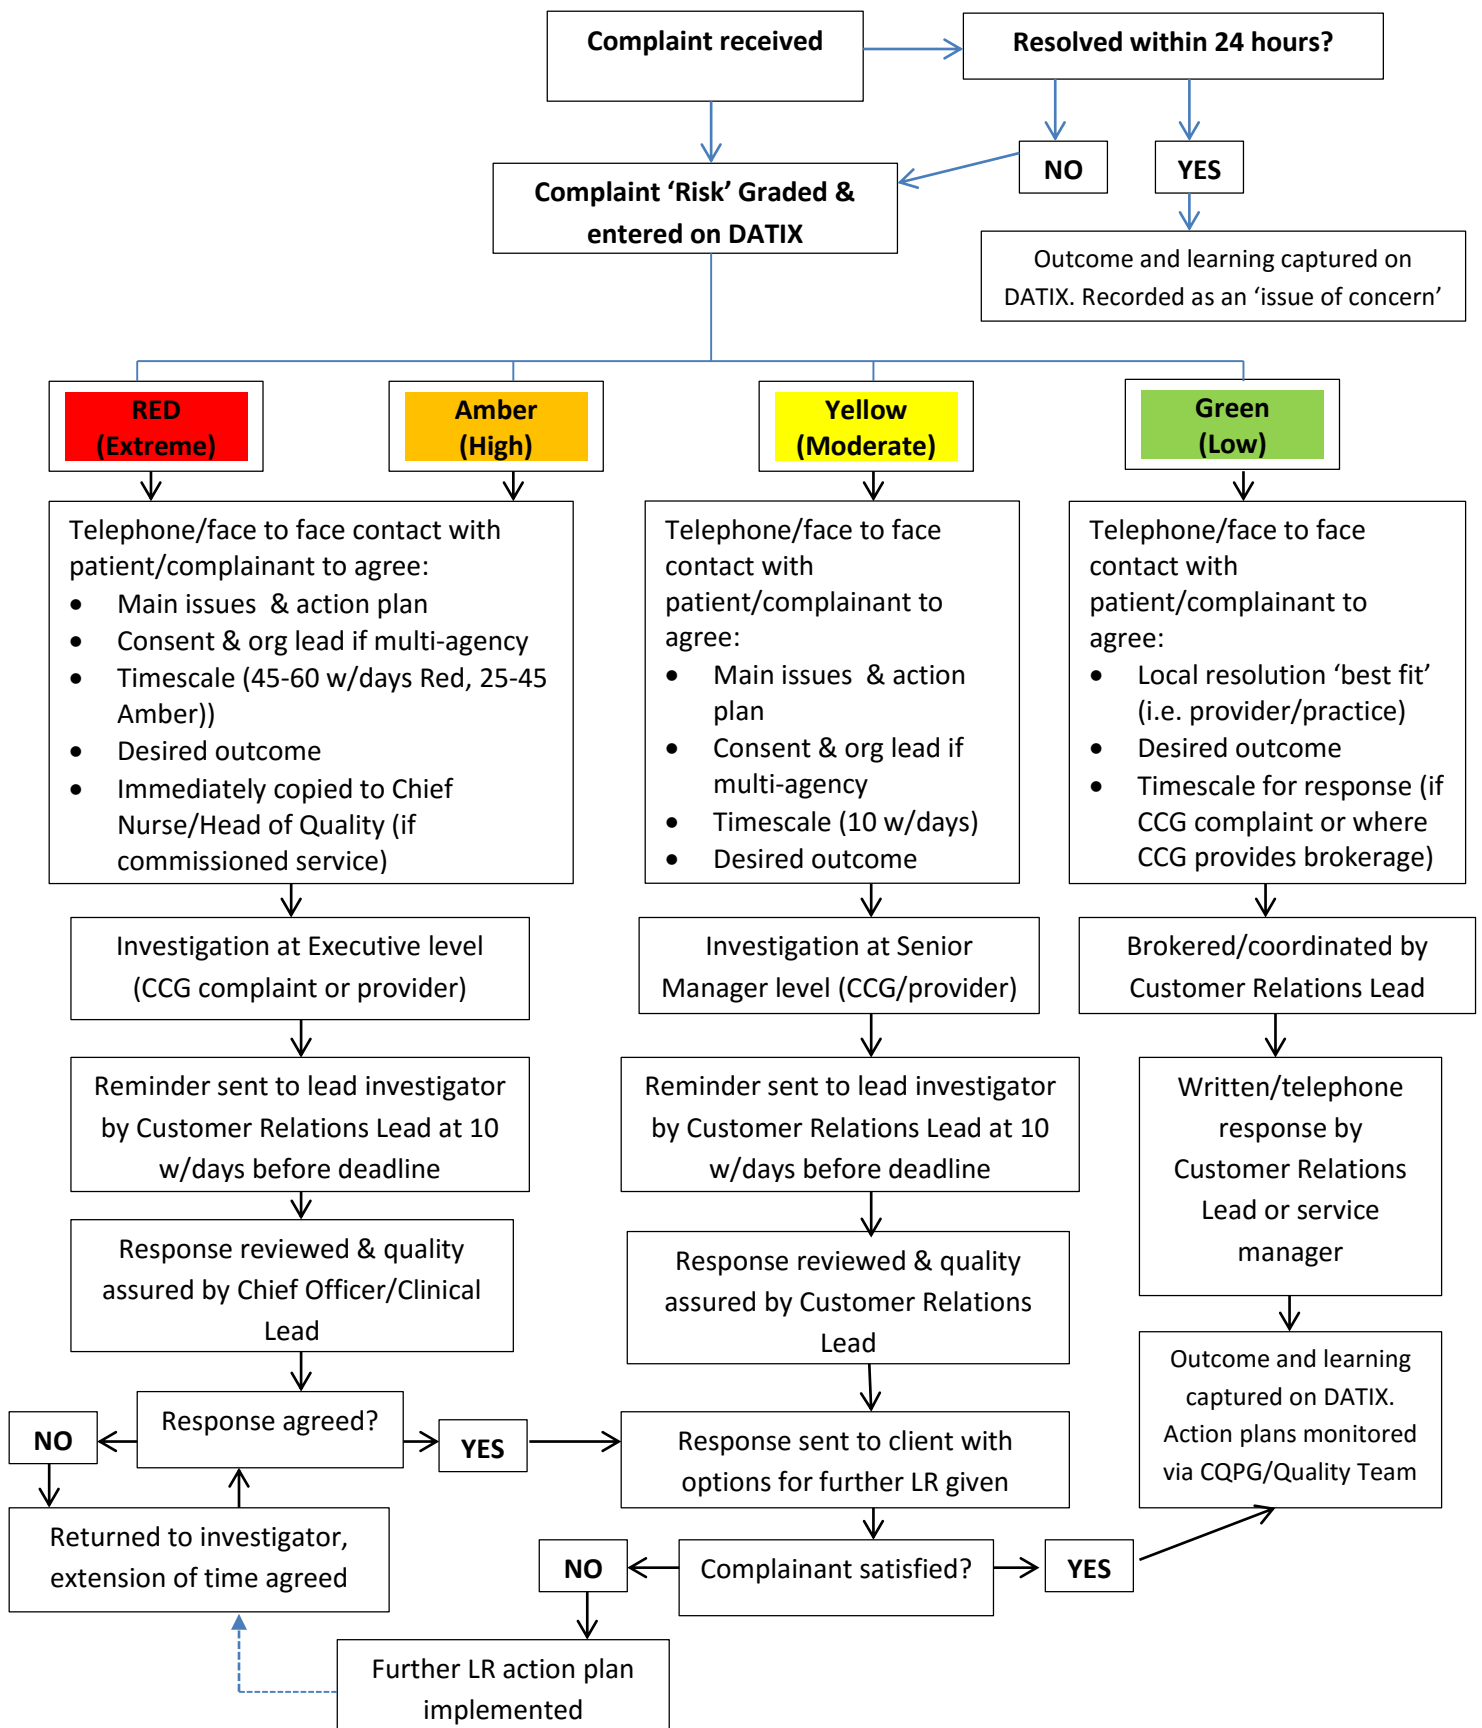 Complaint received
Resolved within 24 hours?
NO
YES
Complaint ‘Risk’ Graded &
entered on DATIX
Outcome and learning captured on
DATIX. Recorded as an ‘issue of concern’
RED
(Extreme)
Amber
(High)
Yellow
(Moderate)
Green
(Low)
Telephone/face to face contact with
patient/complainant to agree:
• Main issues & action plan
• Consent & org lead if multi-agency
• Timescale (45-60 w/days Red, 25-45
Amber))
• Desired outcome
• Immediately copied to Chief
Nurse/Head of Quality (if
commissioned service)
Telephone/face to face
contact with
patient/complainant to
agree:
• Main issues & action
plan
• Consent & org lead if
multi-agency
• Timescale (10 w/days)
• Desired outcome
Telephone/face to face
contact with
patient/complainant to
agree:
• Local resolution ‘best fit’
(i.e. provider/practice)
• Desired outcome
• Timescale for response (if
CCG complaint or where
CCG provides brokerage)
Investigation at Executive level
(CCG complaint or provider)
Investigation at Senior
Manager level (CCG/provider)
Brokered/coordinated by
Customer Relations Lead
Reminder sent to lead investigator
by Customer Relations Lead at 10
w/days before deadline
Reminder sent to lead investigator
by Customer Relations Lead at 10
w/days before deadline
Written/telephone
response by
Customer Relations
Lead or service
manager
Response reviewed & quality
assured by Chief Officer/Clinical
Lead
Response reviewed & quality
assured by Customer Relations
Lead
Outcome and learning
captured on DATIX.
Action plans monitored
via CQPG/Quality Team
Response agreed?
NO
YES
Response sent to client with
options for further LR given
Returned to investigator,
extension of time agreed
NO
Complainant satisfied?
YES
Further LR action plan
implemented